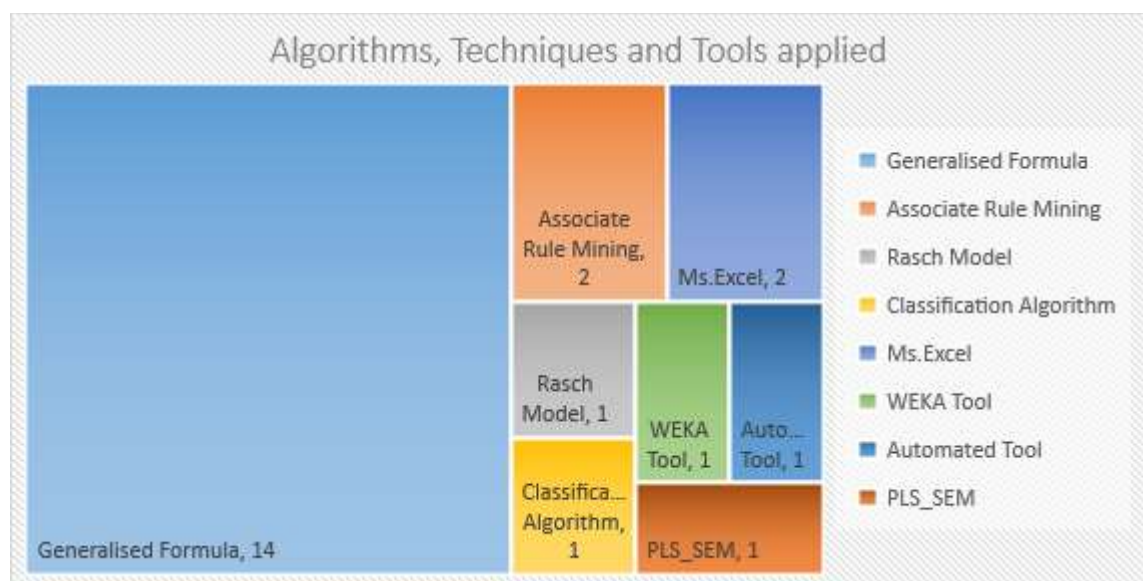 Algorithms, Techniques and Tools applied
Generalised Formula, 14
Associate
Rule Mining,
2
Ms.Excel, 2
Rasch
Model, 1
Classifica...
Algorithm,
1
WEKA
Tool, 1
Auto...
Tool, 1
PLS_SEM, 1
Generalised Formula
Associate Rule Mining
Rasch Model
Classification Algorithm
Ms.Excel
WEKA Tool
Automated Tool
PLS_SEM